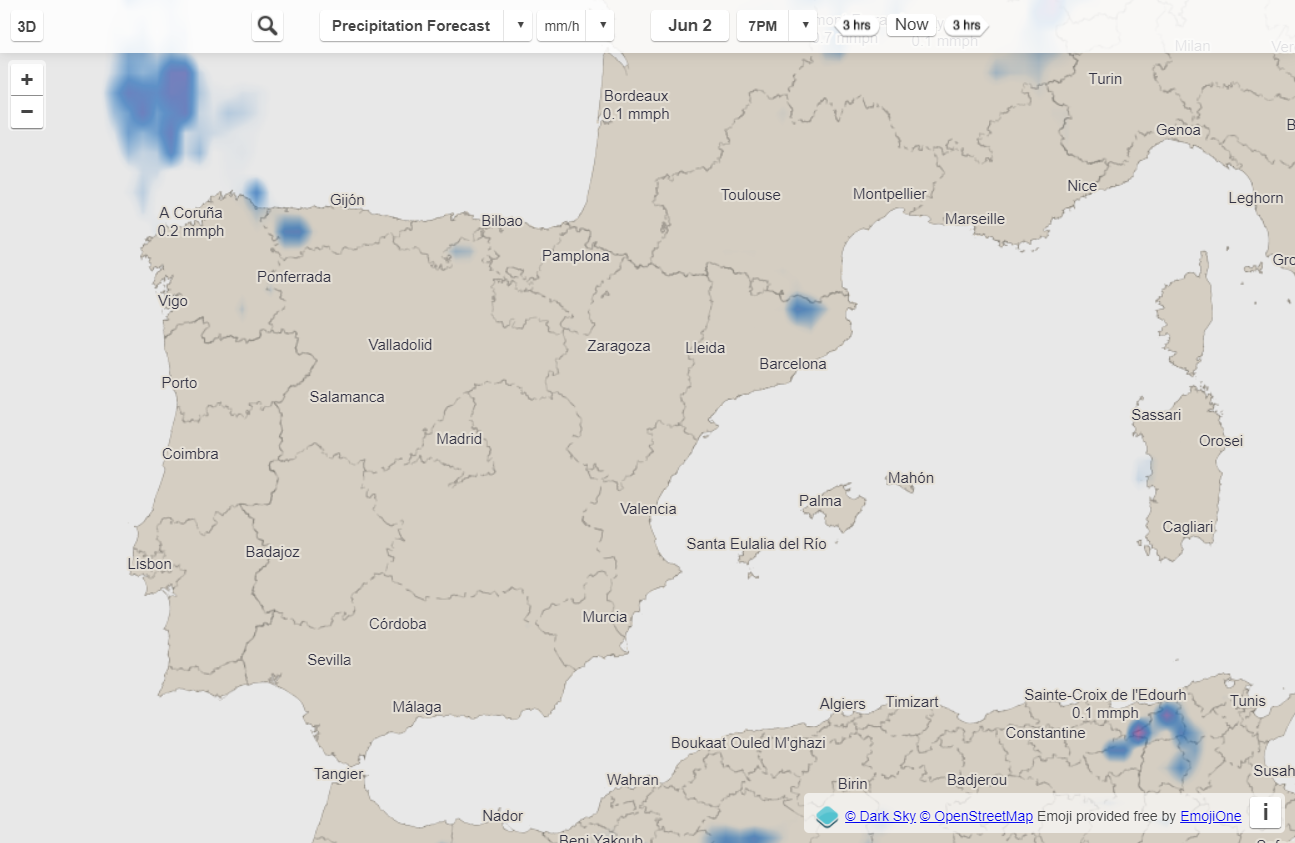 3D
Precipitation Forecast
mm/h
Jun 2
7PM
3 hrs
Now
3 hrs
+
−
Milan
Turin
Bordeaux
0.1 mmph
Genoa
Toulouse
Montpellier
Nice
Leghorn
Marseille
A Coruña
0.2 mmph
Gijón
Bilbao
Pamplona
Ponferrada
Vigo
Valladolid
Zaragoza
Lleida
Barcelona
Porto
Salamanca
Madrid
Coimbra
Sassari
Orosei
Mahón
Palma
Valencia
Cagliari
Santa Eulalia del Río
Badajoz
Lisbon
Murcia
Córdoba
Sevilla
Málaga
Algiers
Timizart
Sainte-Croix de l'Edourh
0.1 mmph
Tunis
Constantine
Boukaat Ouled M'ghazi
Tangier
Wahran
Birin
Badjerou
Susah
Nádor
Beni Yakoub
© Dark Sky © OpenStreetMap Emoji provided free by EmojiOne
i